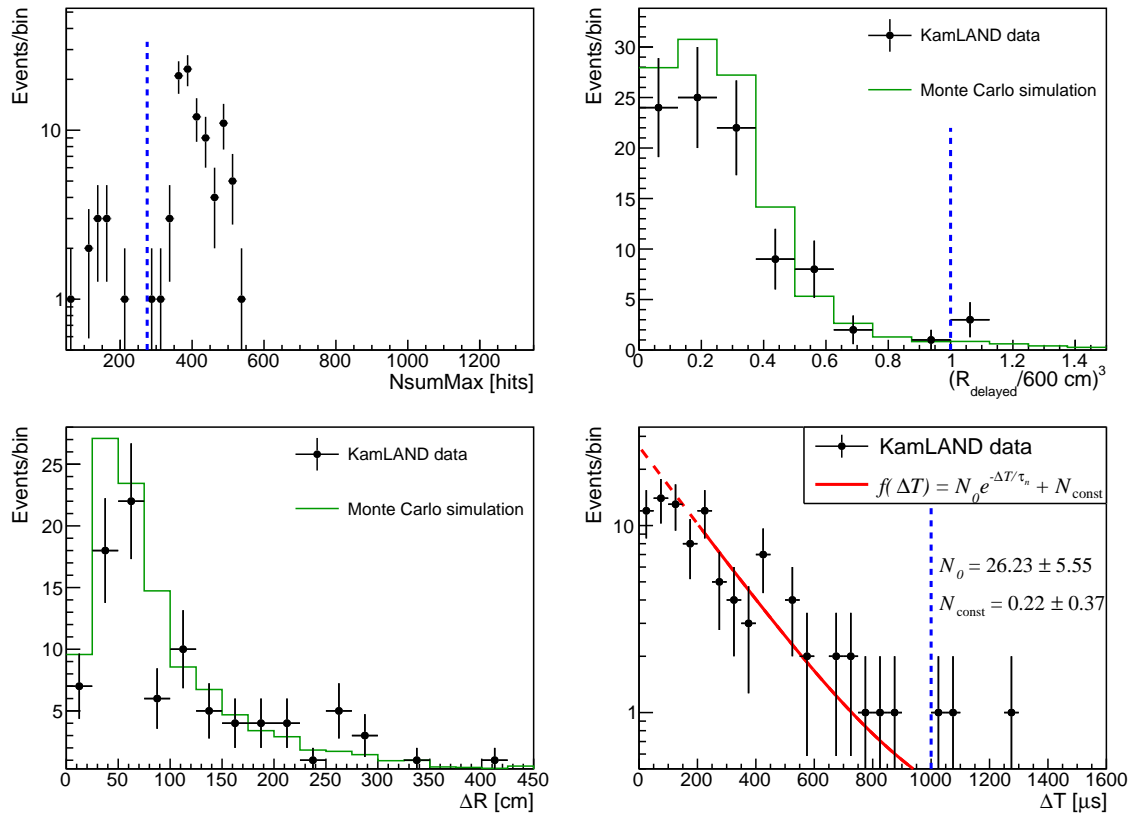 Events/bin
10
1
200 400 600 800 1000 1200
NsumMax [hits]
Events/bin
30
25
20
15
10
5
0
0 0.2 0.4 0.6 0.8 1 1.2 1.4
(R_delayed/600 cm)³
KamLAND data
Monte Carlo simulation
Events/bin
25
20
15
10
5
0 50 100 150 200 250 300 350 400 450
ΔR [cm]
KamLAND data
Monte Carlo simulation
Events/bin
10
1
0 200 400 600 800 1000 1200 1400 1600
ΔT [μs]
KamLAND data
f(ΔT) = N₀e^{-ΔT/τₙ} + N_const
N₀ = 26.23 ± 5.55
N_const = 0.22 ± 0.37